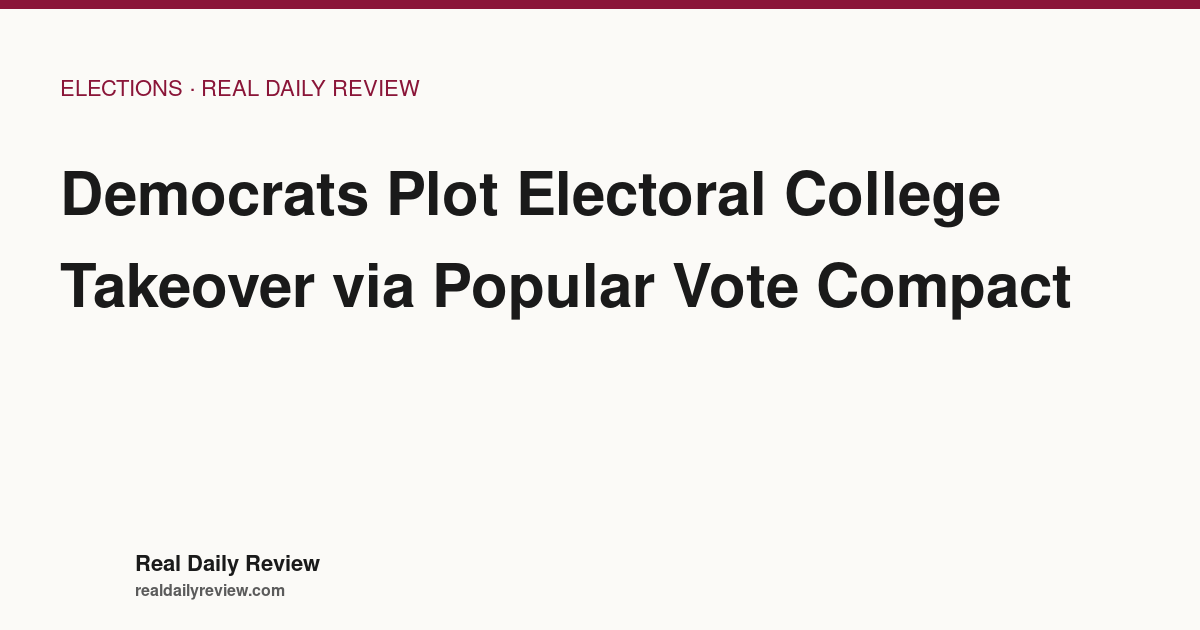 ELECTIONS · REAL DAILY REVIEW
Democrats Plot Electoral College
Takeover via Popular Vote Compact
Real Daily Review
realdailyreview.com